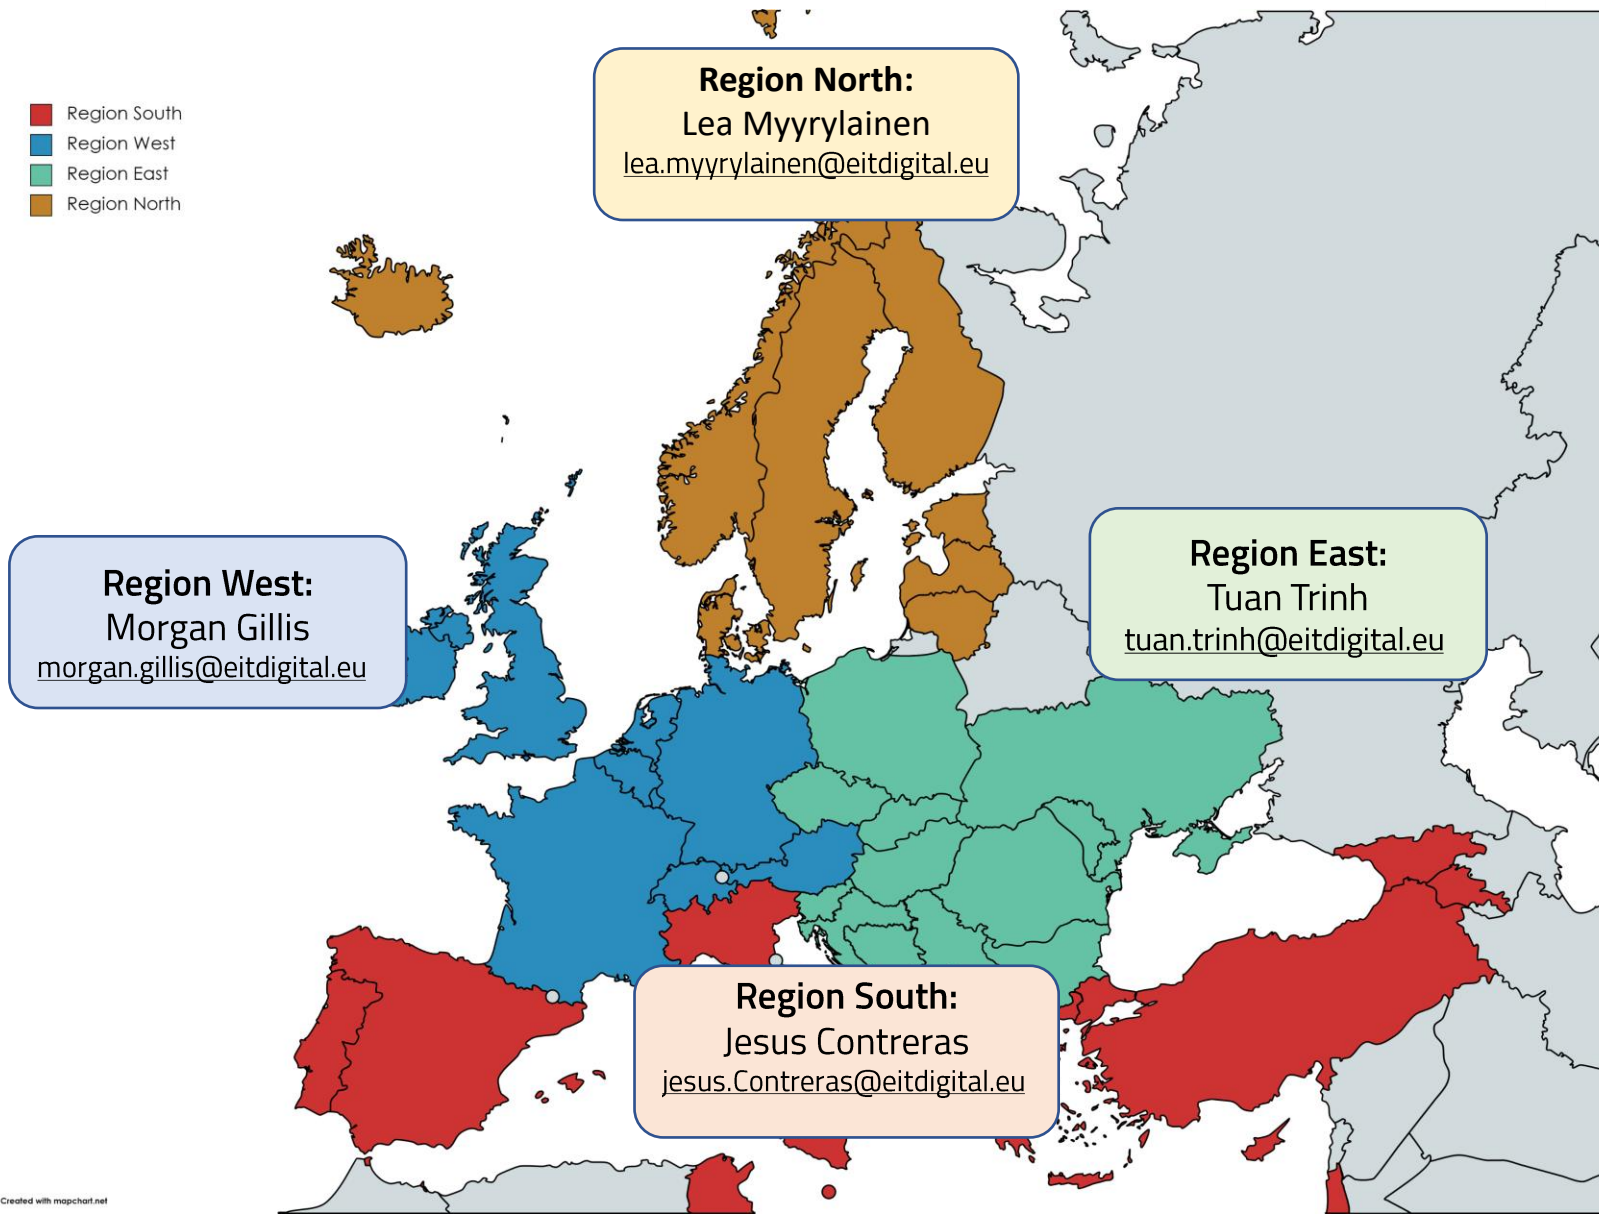 Region North:
Lea Myyrylainen
lea.myyrylainen@eitdigital.eu
Region South
Region West
Region East
Region North
Region West:
Morgan Gillis
morgan.gillis@eitdigital.eu
Region East:
Tuan Trinh
tuan.trinh@eitdigital.eu
Region South:
Jesus Contreras
jesus.Contreras@eitdigital.eu
Created with mapchart.net